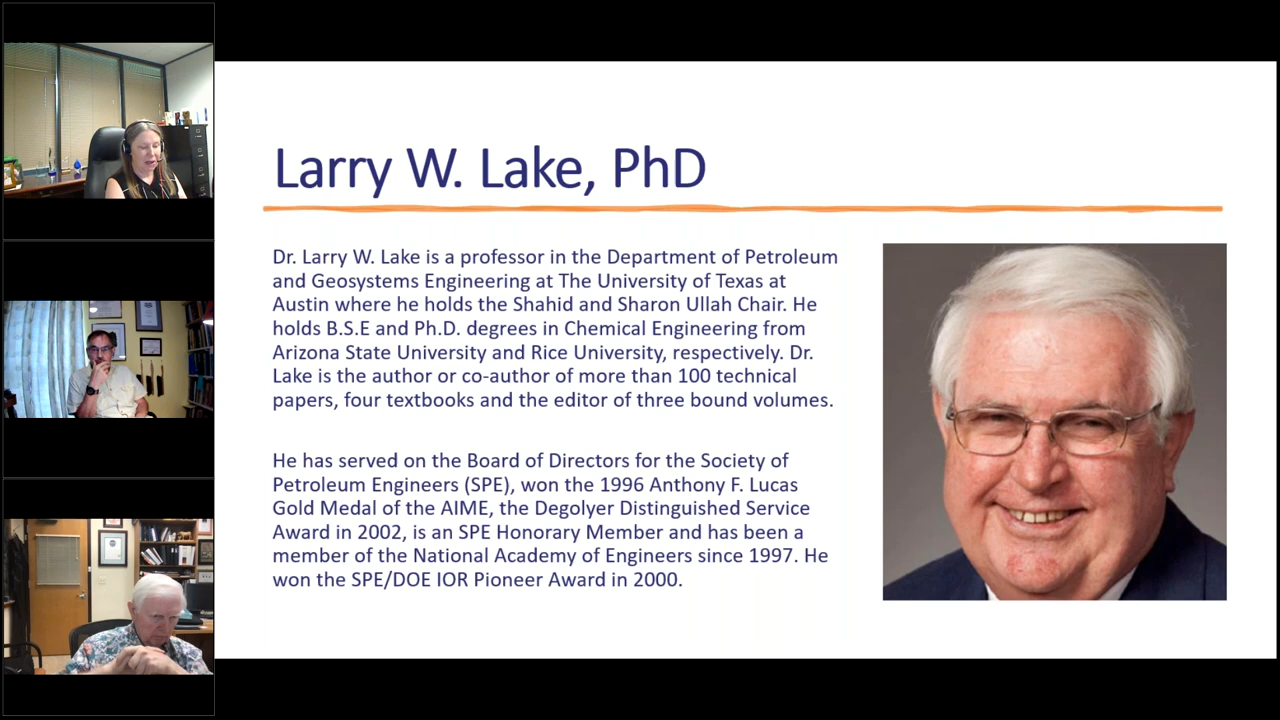 Larry W. Lake, PhD
Dr. Larry W. Lake is a professor in the Department of Petroleum
and Geosystems Engineering at The University of Texas at
Austin where he holds the Shahid and Sharon Ullah Chair. He
holds B.S.E and Ph.D. degrees in Chemical Engineering from
Arizona State University and Rice University, respectively. Dr.
Lake is the author or co-author of more than 100 technical
papers, four textbooks and the editor of three bound volumes.
He has served on the Board of Directors for the Society of
Petroleum Engineers (SPE), won the 1996 Anthony F. Lucas
Gold Medal of the AIME, the Degolyer Distinguished Service
Award in 2002, is an SPE Honorary Member and has been a
member of the National Academy of Engineers since 1997. He
won the SPE/DOE IOR Pioneer Award in 2000.